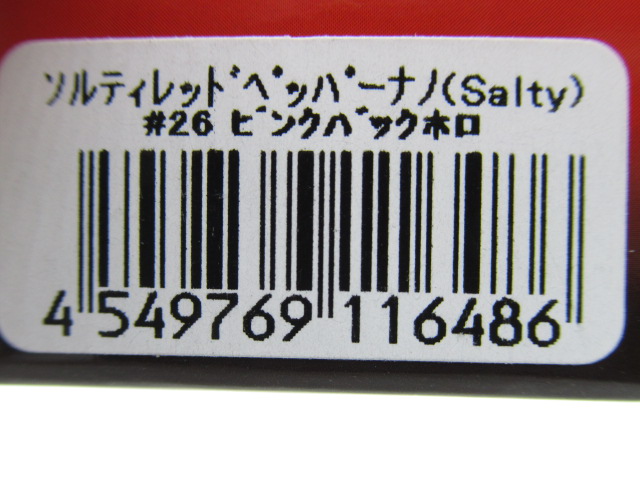 ソルティレッドペッパーナノ(Salty)
#26 ピンクバックホロ
4 549769 116486